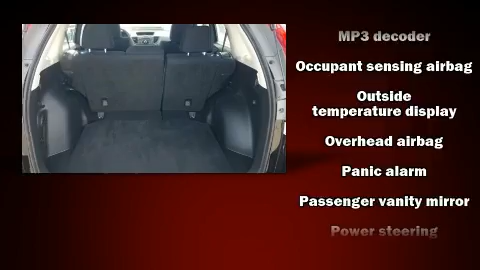 MP3 decoder
Occupant sensing airbag
Outside
temperature display
Overhead airbag
Panic alarm
Passenger vanity mirror
Power steering